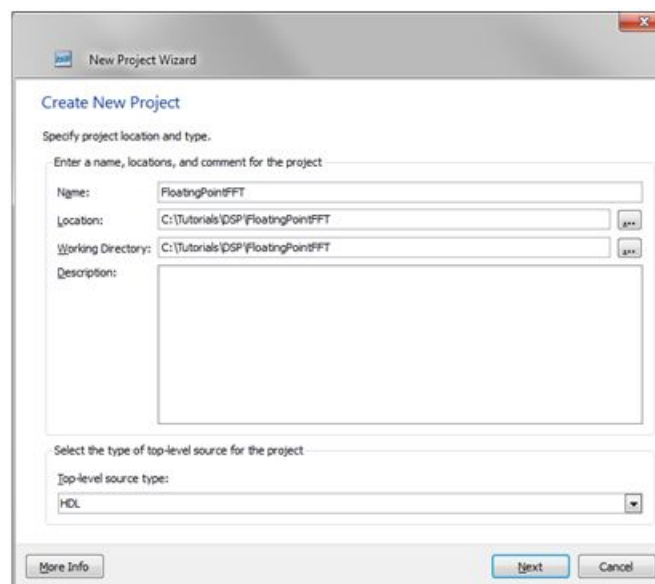 New Project Wizard
Create New Project
Specify project location and type.
Enter a name, locations, and comment for the project
Name: FloatingPointFFT
Location: C:\Tutorials\DSP\FloatingPointFFT ...
Working Directory: C:\Tutorials\DSP\FloatingPointFFT ...
Description:
Select the type of top-level source for the project
Top-level source type:
HDL
More Info Next Cancel